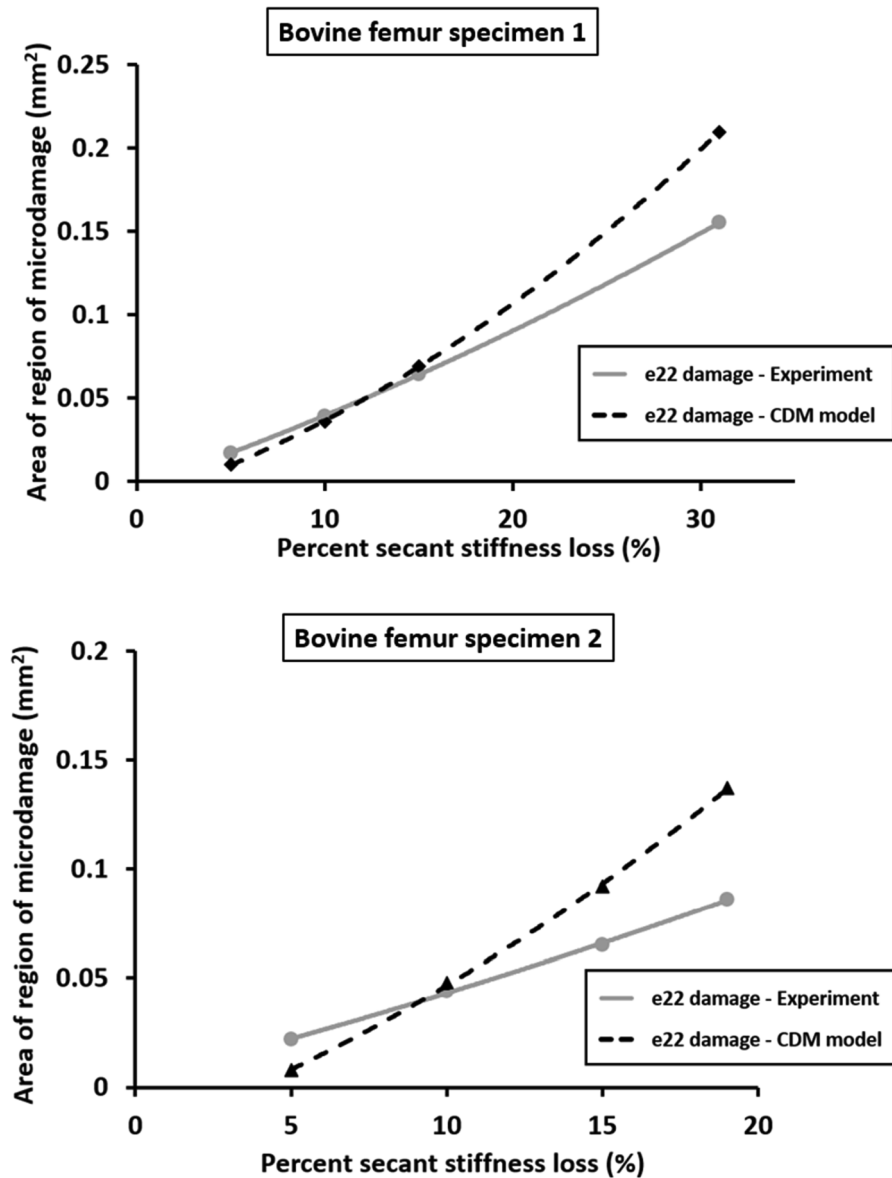 Bovine femur specimen 1
Area of region of microdamage (mm²)
0.25
0.2
0.15
0.1
0.05
0
e22 damage - Experiment
e22 damage - CDM model
0 10 20 30
Percent secant stiffness loss (%)
Bovine femur specimen 2
Area of region of microdamage (mm²)
0.2
0.15
0.1
0.05
0
e22 damage - Experiment
e22 damage - CDM model
0 5 10 15 20
Percent secant stiffness loss (%)